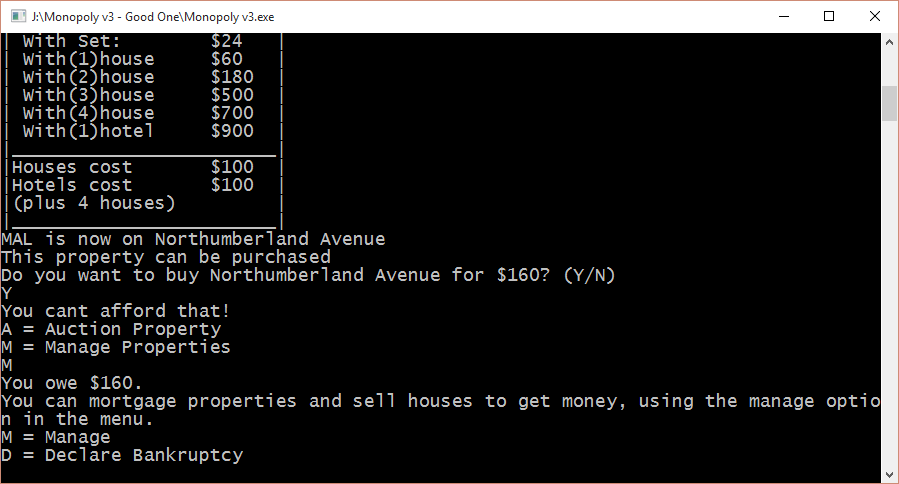 J:\Monopoly v3 - Good One\Monopoly v3.exe
| With Set: $24 |
| With(1)house $60 |
| With(2)house $180 |
| With(3)house $500 |
| With(4)house $700 |
| With(1)hotel $900 |
|________________________|
|Houses cost $100 |
|Hotels cost $100 |
|(plus 4 houses) |
|________________________|
MAL is now on Northumberland Avenue
This property can be purchased
Do you want to buy Northumberland Avenue for $160? (Y/N)
Y
You cant afford that!
A = Auction Property
M = Manage Properties
M
You owe $160.
You can mortgage properties and sell houses to get money, using the manage optio
n in the menu.
M = Manage
D = Declare Bankruptcy